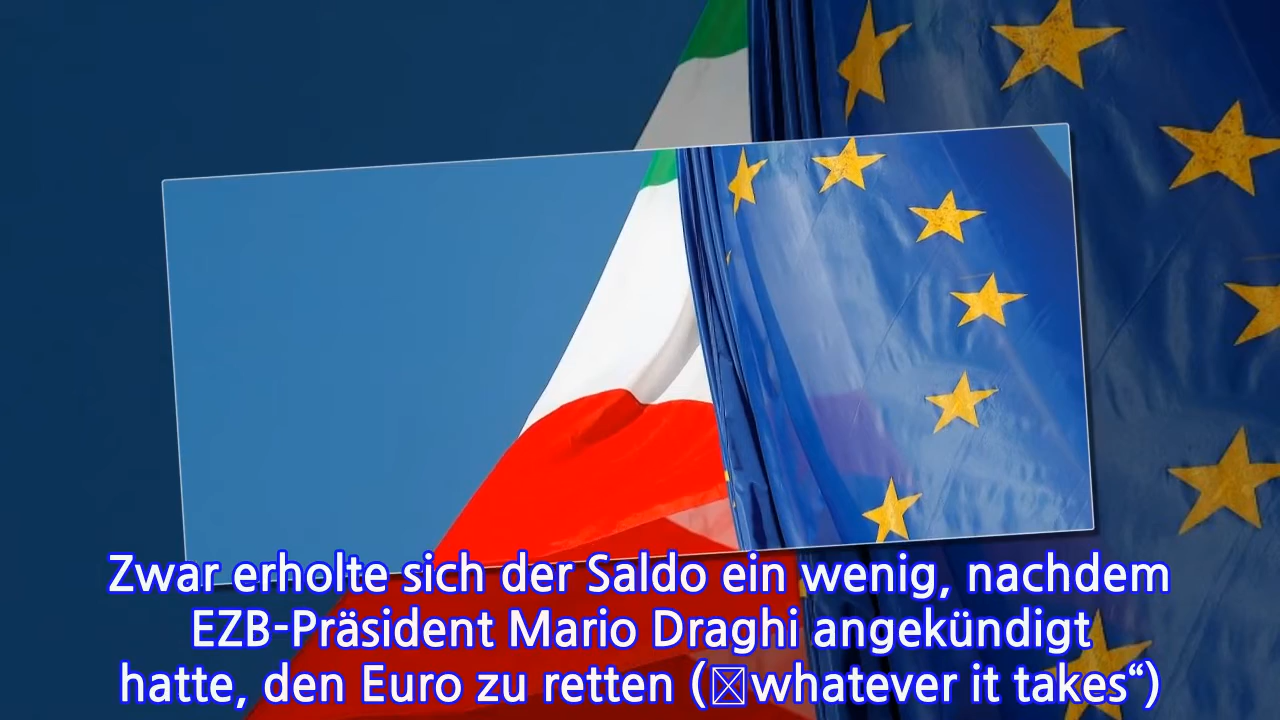 Zwar erholte sich der Saldo ein wenig, nachdem
EZB-Präsident Mario Draghi angekündigt
hatte, den Euro zu retten (whatever it takes“)